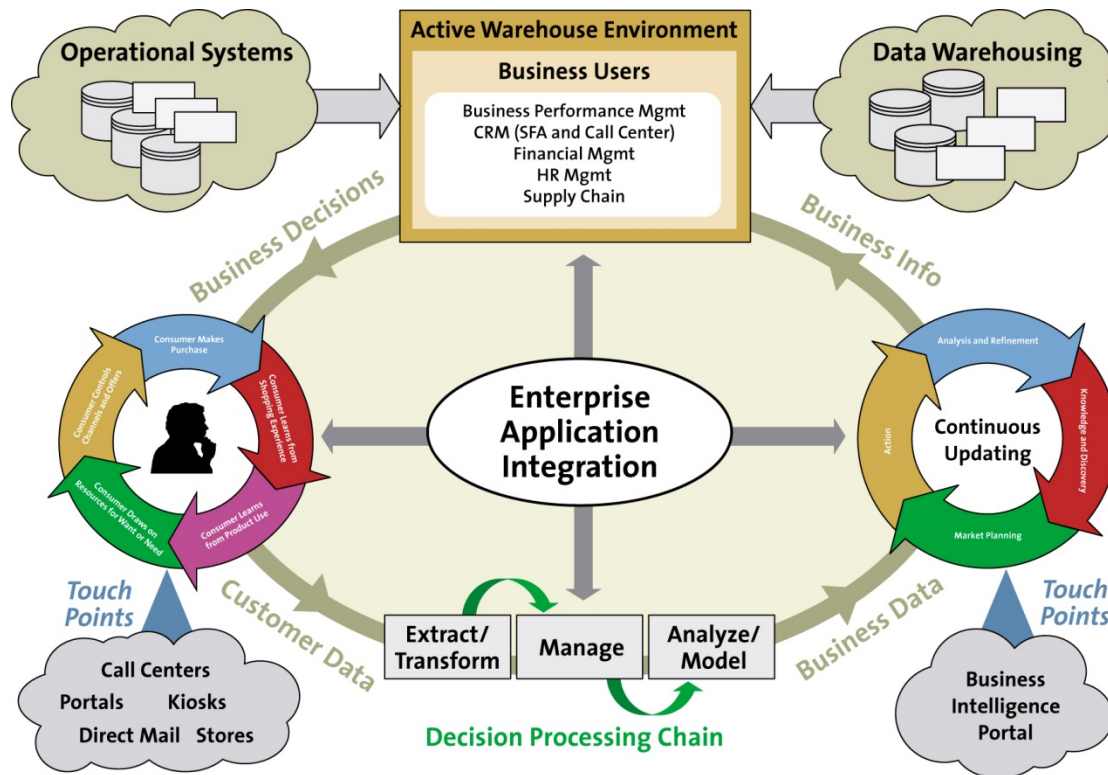 Operational Systems
Active Warehouse Environment
Business Users
Business Performance Mgmt
CRM (SFA and Call Center)
Financial Mgmt
HR Mgmt
Supply Chain
Data Warehousing
Business Decisions
Business Info
Consumer Makes
Purchase
Consumer Learns from
Shopping Experience
Consumer Learns
from Product Use
Consumer Draws on
Resources for Want or Need
Consumer Controls
Channels and Offers
Enterprise
Application
Integration
Analysis and Refinement
Knowledge and Discovery
Market Planning
Action
Continuous
Updating
Touch
Points
Call Centers
Portals Kiosks
Direct Mail Stores
Customer Data
Extract/
Transform
Manage
Analyze/
Model
Decision Processing Chain
Business Data
Touch
Points
Business
Intelligence
Portal